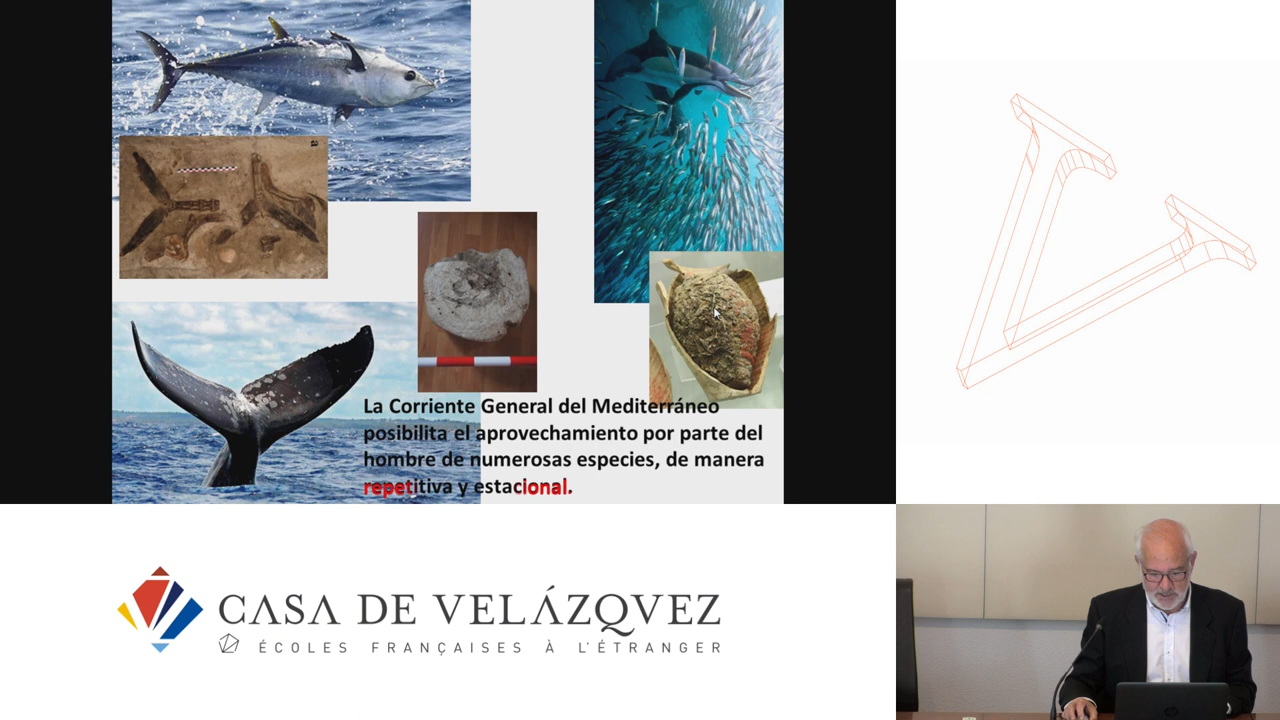 La Corriente General del Mediterráneo
posibilita el aprovechamiento por parte del
hombre de numerosas especies, de manera
repetitiva y estacional.
CASA DE VELÁZQVEZ
ÉCOLES FRANÇAISES À L'ÉTRANGER